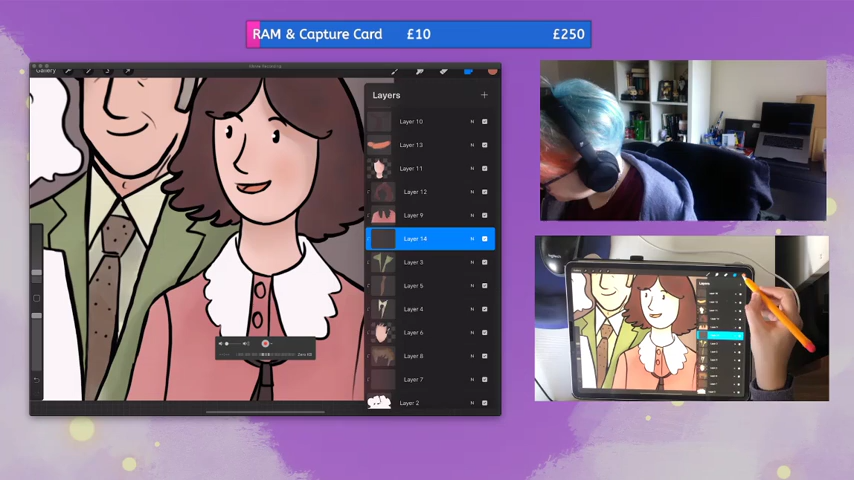 RAM & Capture Card £10 £250
Gallery
Layers
Layer 10 N
Layer 13 N
Layer 11 N
Layer 12 N
Layer 9 N
Layer 14 N
Layer 3 N
Layer 5 N
Layer 4 N
Layer 6 N
Layer 8 N
Layer 7 N
Layer 2 N